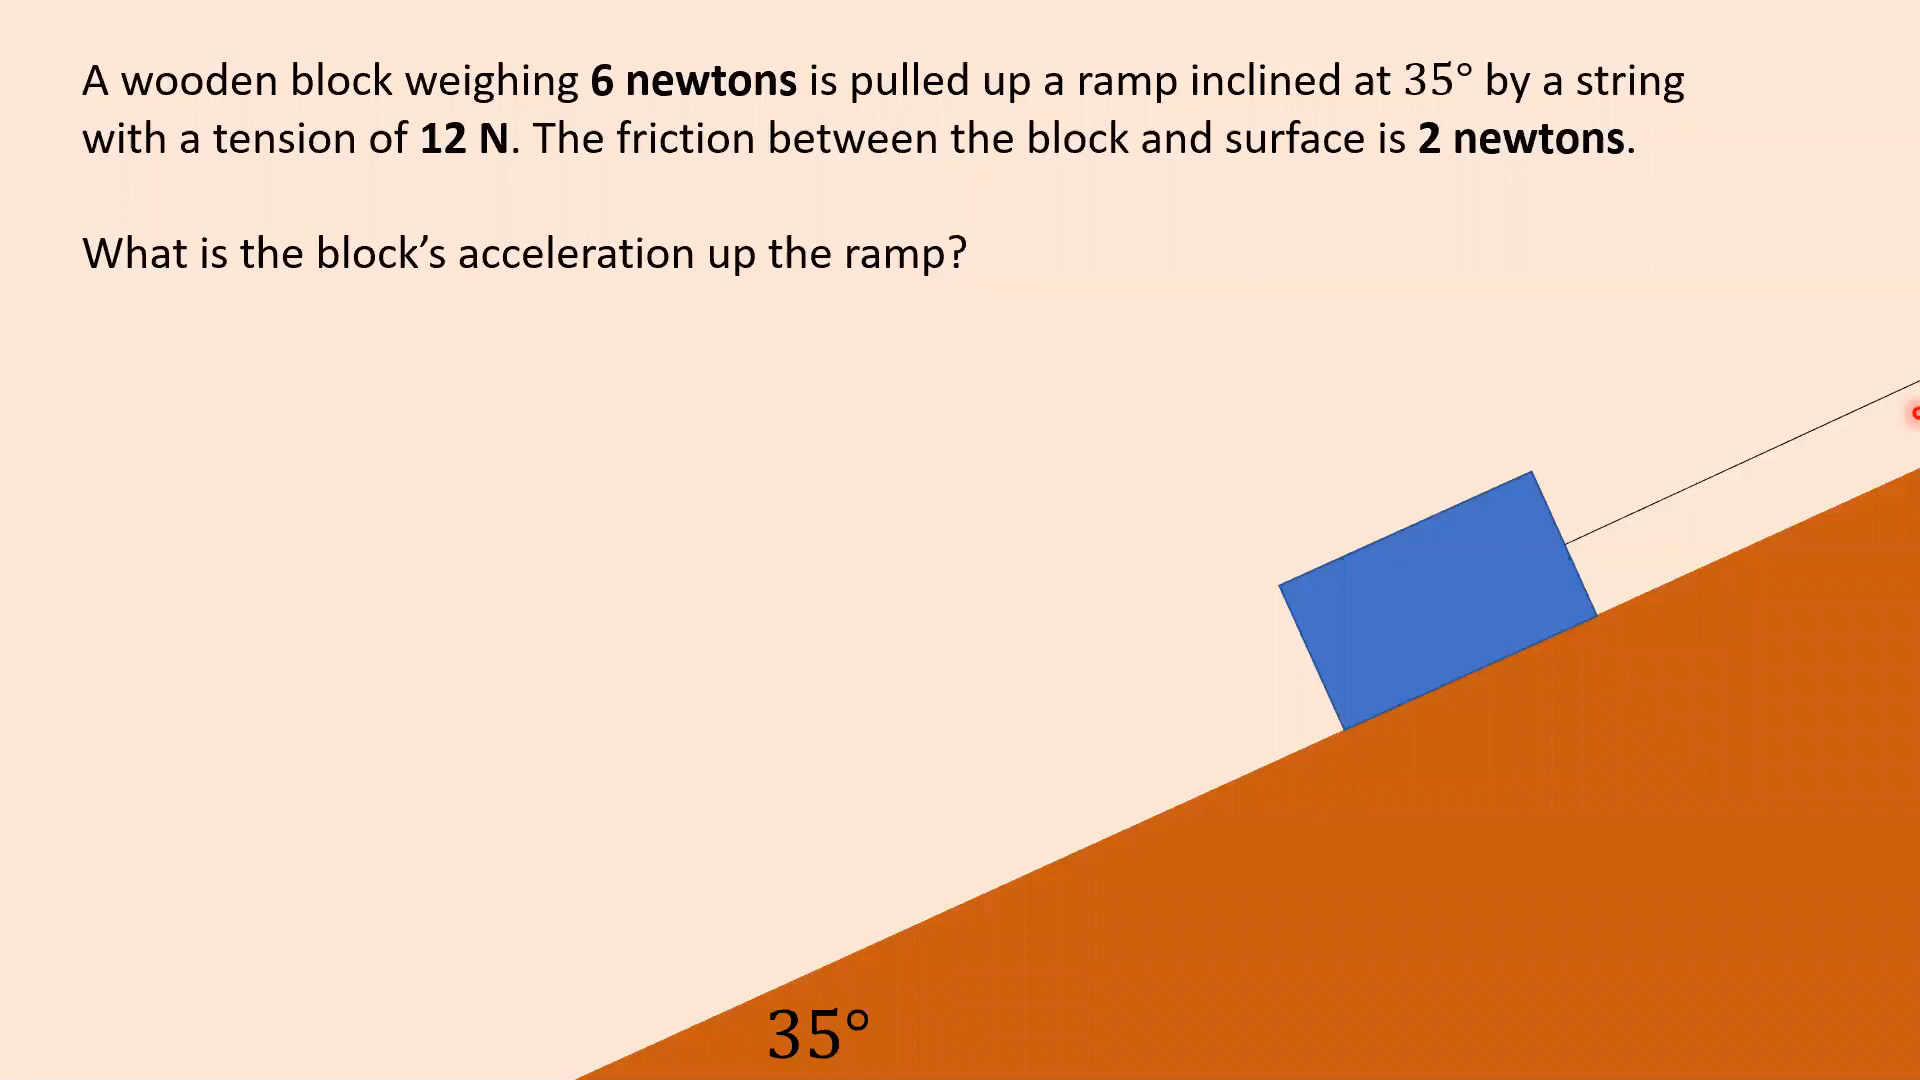 A wooden block weighing 6 newtons is pulled up a ramp inclined at 35° by a string
with a tension of 12 N. The friction between the block and surface is 2 newtons.
What is the block’s acceleration up the ramp?
35°